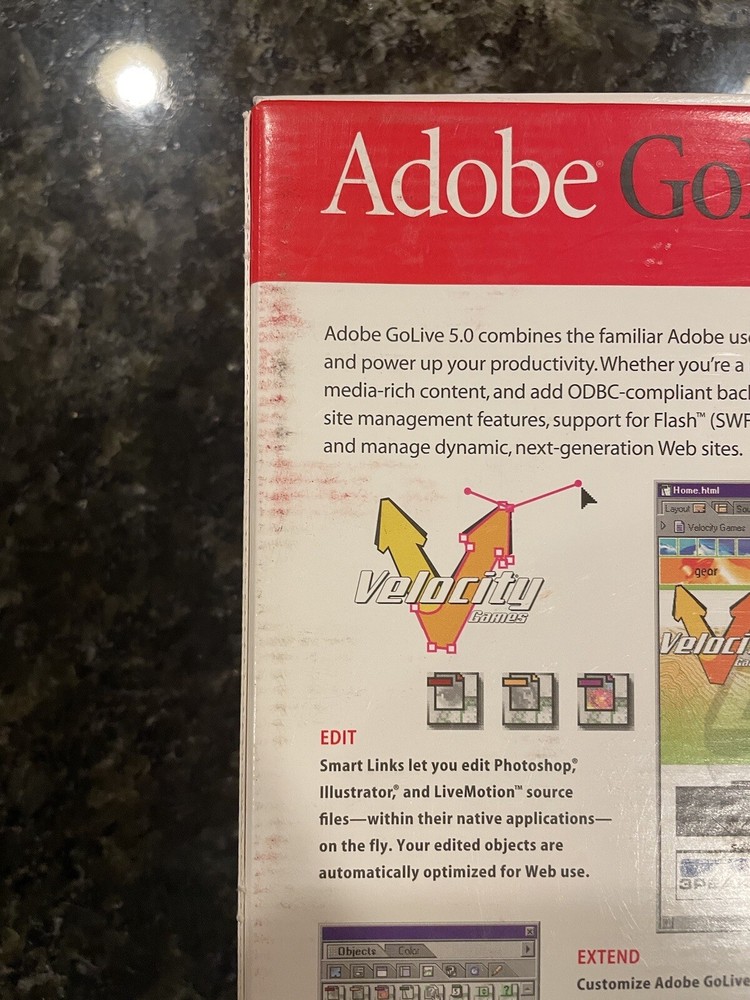 Adobe® Gol
Adobe GoLive 5.0 combines the familiar Adobe use
and power up your productivity. Whether you're a
media-rich content, and add ODBC-compliant bac
site management features, support for Flash™ (SWF
and manage dynamic, next-generation Web sites.
Velocity
Games
Home.html
Layout
Sou
Velocity Games
gear
Velocity
EDIT
Smart Links let you edit Photoshop,®
Illustrator,® and LiveMotion™ source
files—within their native applications—
on the fly. Your edited objects are
automatically optimized for Web use.
Objects
Color
EXTEND
Customize Adobe GoLive